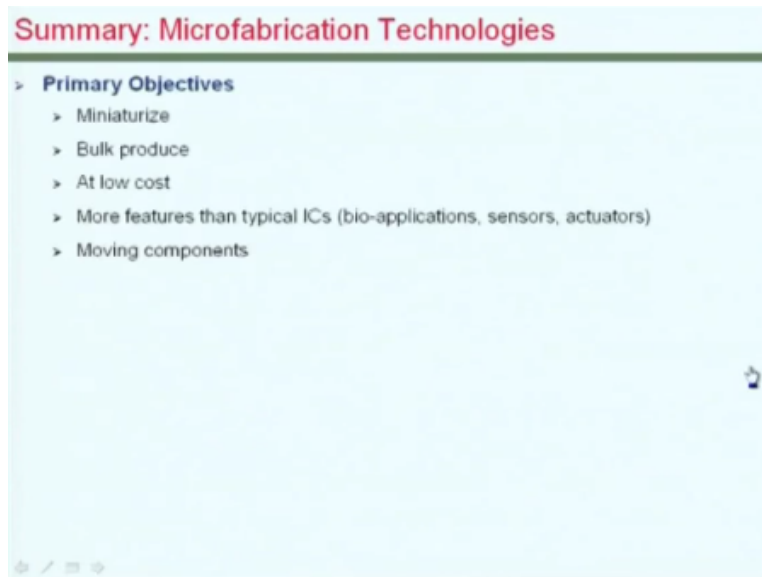 Summary: Microfabrication Technologies
Primary Objectives
Miniaturize
Bulk produce
At low cost
More features than typical ICs (bio-applications, sensors, actuators)
Moving components